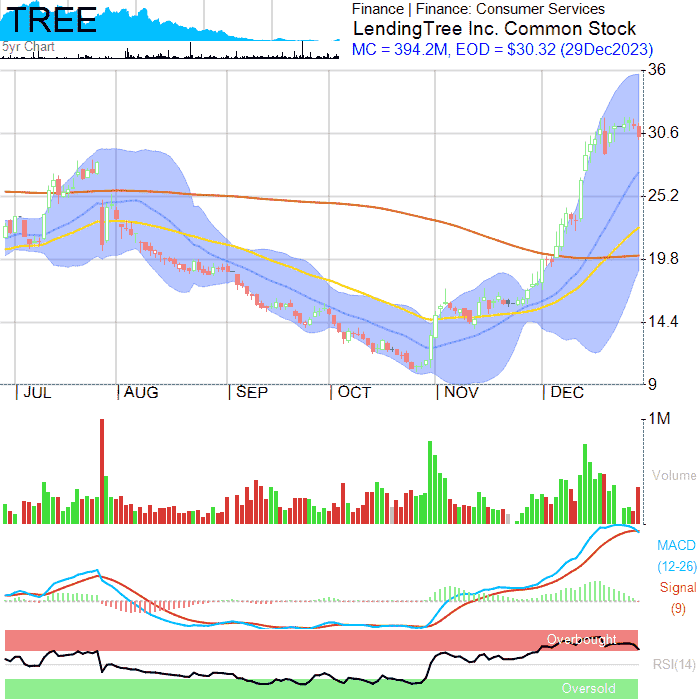 TREE
5yr Chart
Finance | Finance: Consumer Services
LendingTree Inc. Common Stock
MC = 394.2M, EOD = $30.32 (29Dec2023)
36
30.6
25.2
19.8
14.4
9
JUL AUG SEP OCT NOV DEC
1M
Volume
MACD
(12-26)
Signal
(9)
Overbought
RSI(14)
Oversold